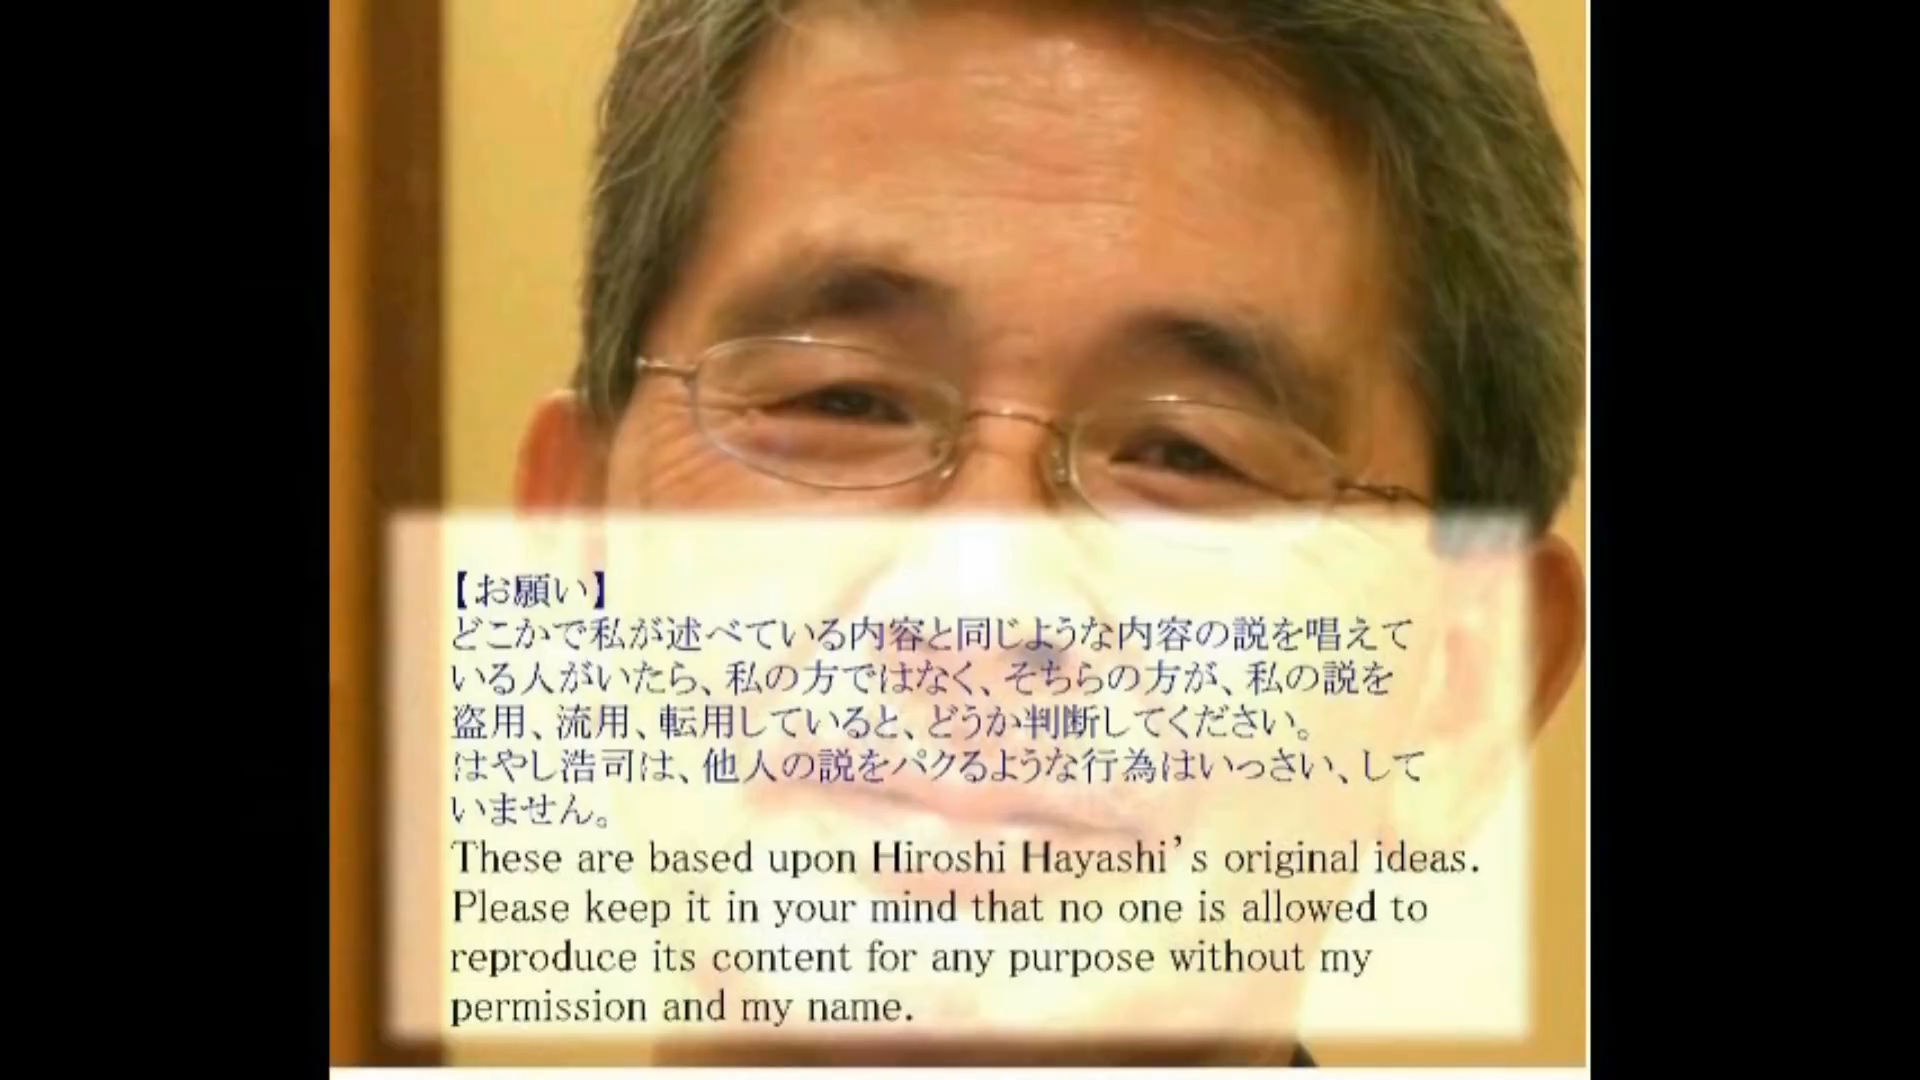 【お願い】
どこかで私が述べている内容と同じような内容の説を唱えて
いる人がいたら、私の方ではなく、そちらの方が、私の説を
盗用、流用、転用していると、どうか判断してください。
はやし浩司は、他人の説をパクるような行為はいっさい、して
いません。
These are based upon Hiroshi Hayashi’s original ideas.
Please keep it in your mind that no one is allowed to
reproduce its content for any purpose without my
permission and my name.